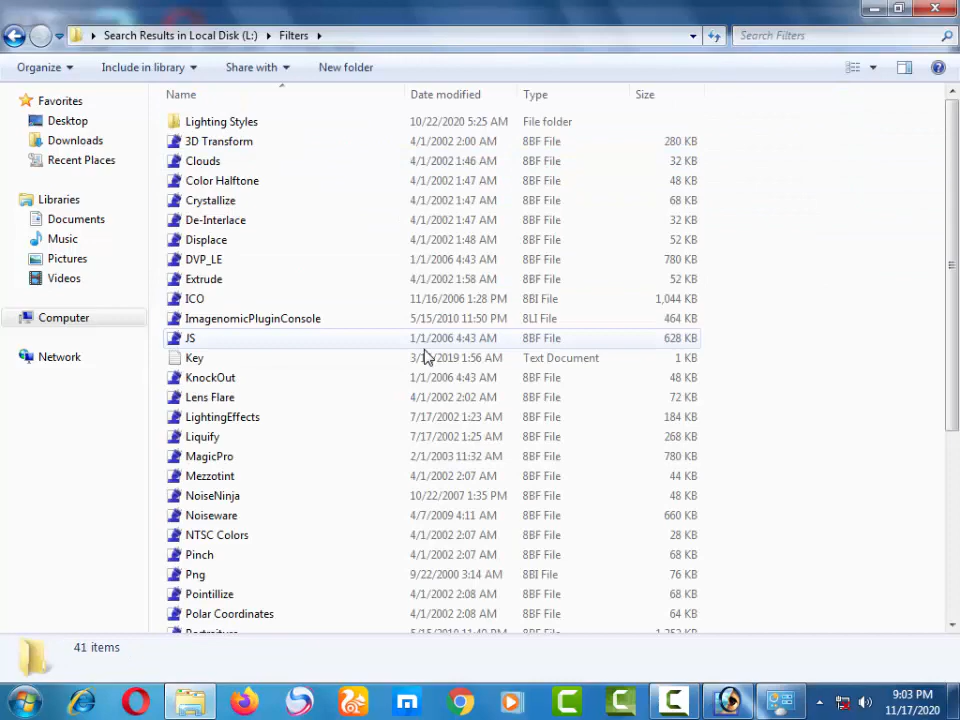 Search Results in Local Disk (L:) Filters
Search Filters
Organize Include in library Share with New folder
Name Date modified Type Size
Favorites
Desktop
Downloads
Recent Places
Libraries
Documents
Music
Pictures
Videos
Computer
Network
Lighting Styles 10/22/2020 5:25 AM File folder
3D Transform 4/1/2002 2:00 AM 8BF File 280 KB
Clouds 4/1/2002 1:46 AM 8BF File 32 KB
Color Halftone 4/1/2002 1:47 AM 8BF File 48 KB
Crystallize 4/1/2002 1:47 AM 8BF File 68 KB
De-Interlace 4/1/2002 1:47 AM 8BF File 32 KB
Displace 4/1/2002 1:48 AM 8BF File 52 KB
DVP_LE 1/1/2006 4:43 AM 8BF File 780 KB
Extrude 4/1/2002 1:58 AM 8BF File 52 KB
ICO 11/16/2006 1:28 PM 8BI File 1,044 KB
ImagenomicPluginConsole 5/15/2010 11:50 PM 8LI File 464 KB
JS 1/1/2006 4:43 AM 8BF File 628 KB
Key 1:56 AM Text Document 1 KB
KnockOut 1/1/2006 4:43 AM 8BF File 48 KB
Lens Flare 4/1/2002 2:02 AM 8BF File 72 KB
LightingEffects 7/17/2002 1:23 AM 8BF File 184 KB
Liquify 7/17/2002 1:25 AM 8BF File 268 KB
MagicPro 2/1/2003 11:32 AM 8BF File 780 KB
Mezzotint 4/1/2002 2:07 AM 8BF File 44 KB
NoiseNinja 10/22/2007 1:35 PM 8BF File 48 KB
Noiseware 4/7/2009 4:11 AM 8BF File 660 KB
NTSC Colors 4/1/2002 2:07 AM 8BF File 28 KB
Pinch 4/1/2002 2:07 AM 8BF File 68 KB
Png 9/22/2000 3:14 AM 8BI File 76 KB
Pointillize 4/1/2002 2:08 AM 8BF File 68 KB
Polar Coordinates 4/1/2002 2:08 AM 8BF File 64 KB
41 items
9:03 PM
11/17/2020